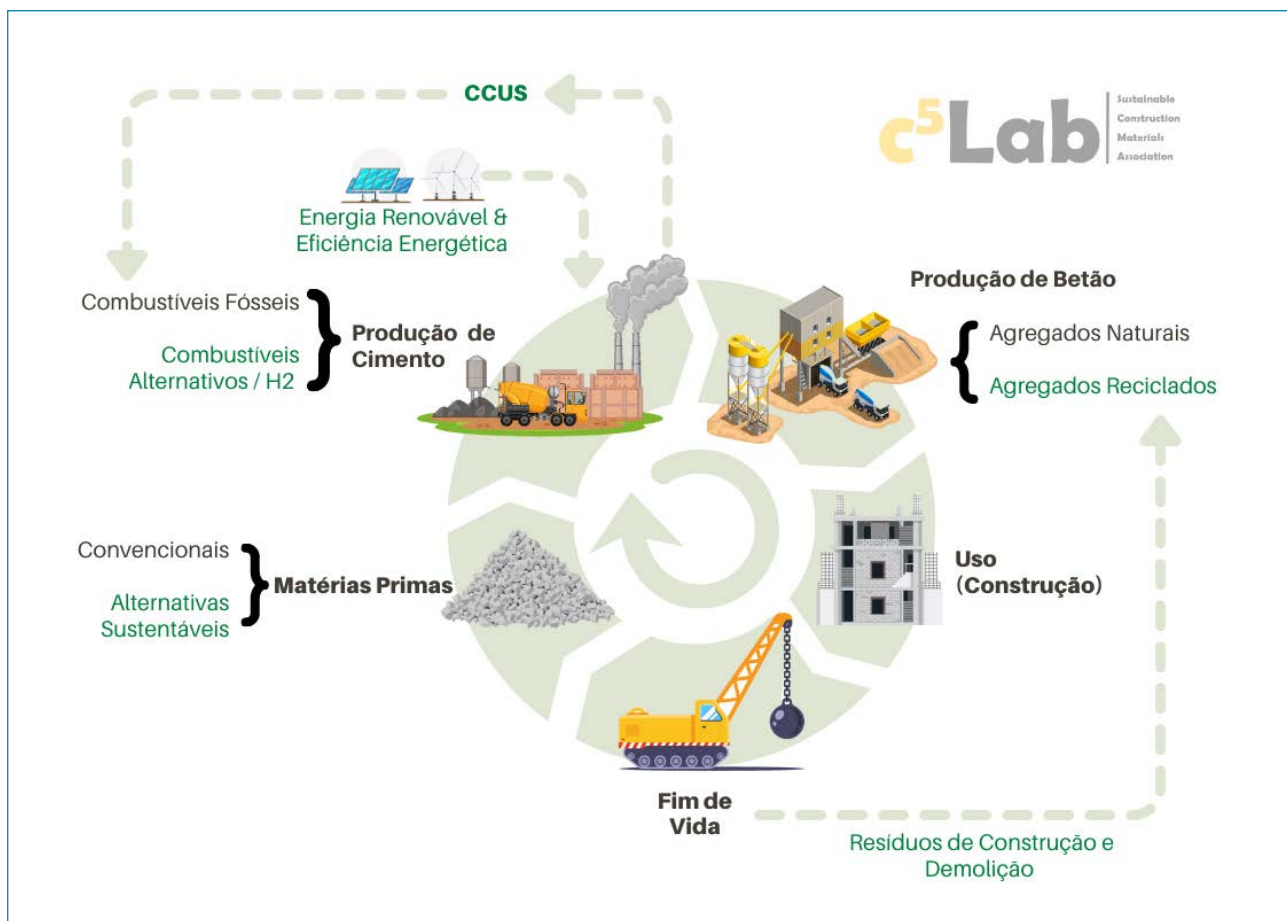 CCUS
c⁵Lab
Sustainable
Construction
Materials
Association
Energia Renovável &
Eficiência Energética
Combustíveis Fósseis
Combustíveis
Alternativos / H2
Produção de
Cimento
Produção de Betão
Agregados Naturais
Agregados Reciclados
Convencionais
Alternativas
Sustentáveis
Matérias Primas
Uso
(Construção)
Fim de
Vida
Resíduos de Construção e
Demolição